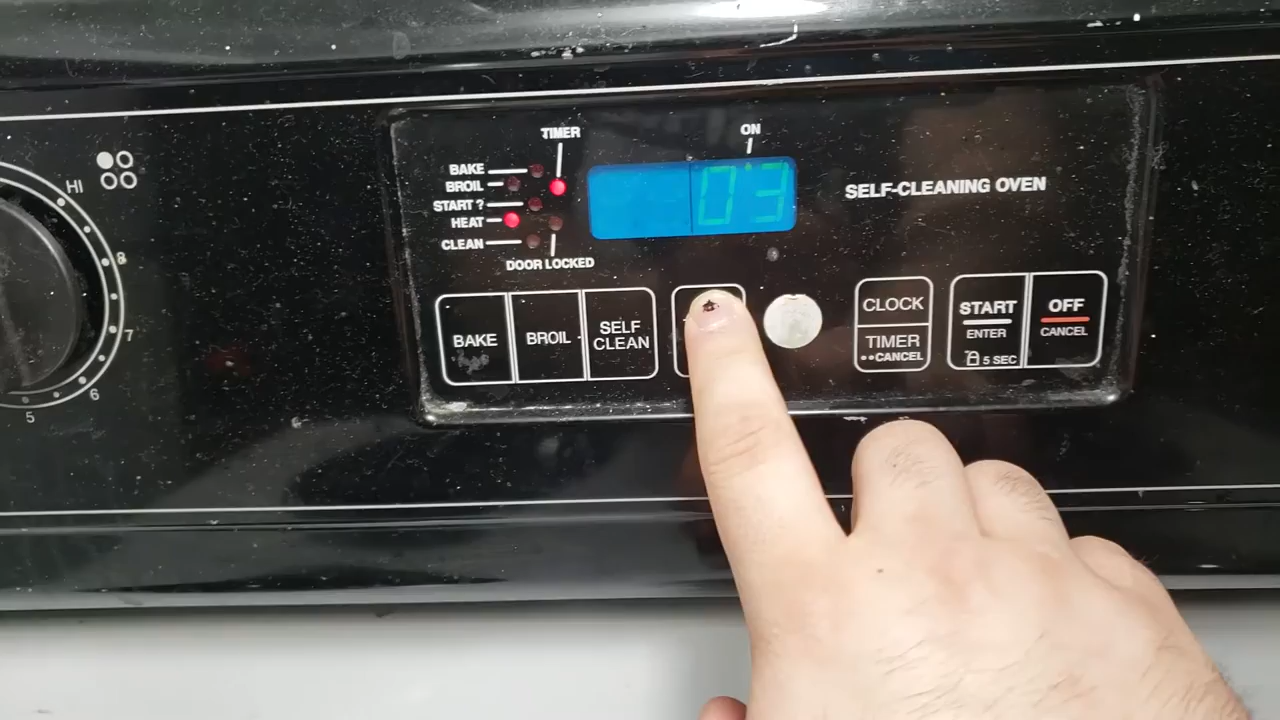 TIMER
ON
BAKE
BROIL
START ?
HEAT
CLEAN
DOOR LOCKED
03
SELF-CLEANING OVEN
HI
8
7
6
5
BAKE
BROIL
SELF
CLEAN
CLOCK
TIMER
••CANCEL
START
ENTER
5 SEC
OFF
CANCEL